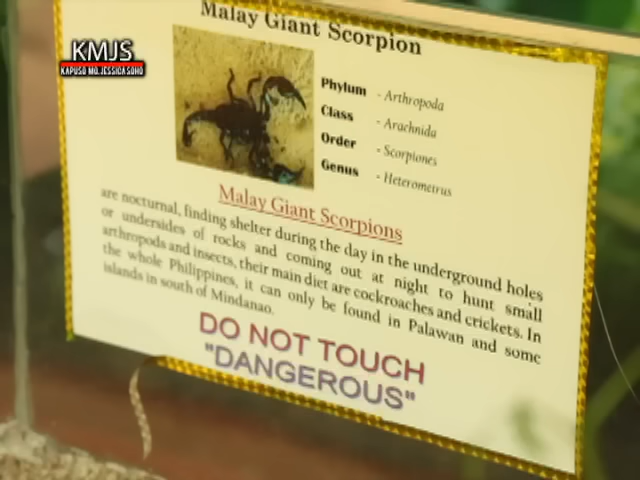 Malay Giant Scorpion
KMJS
KAPUSO MO, JESSICA SOHO
Phylum - Arthropoda
Class - Arachnida
Order - Scorpiones
Genus - Heterometrus
Malay Giant Scorpions
are nocturnal, finding shelter during the day in the underground holes
or undersides of rocks and coming out at night to hunt small
arthropods and insects, their main diet are cockroaches and crickets. In
the whole Philippines, it can only be found in Palawan and some
islands in south of Mindanao.
DO NOT TOUCH
"DANGEROUS"